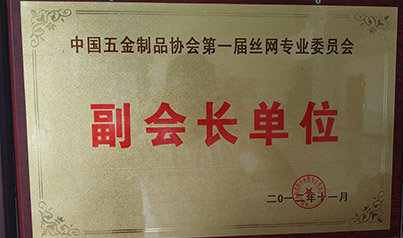 中国五金制品协会第一届丝网专业委员会
副会长单位
二〇一二年十一月